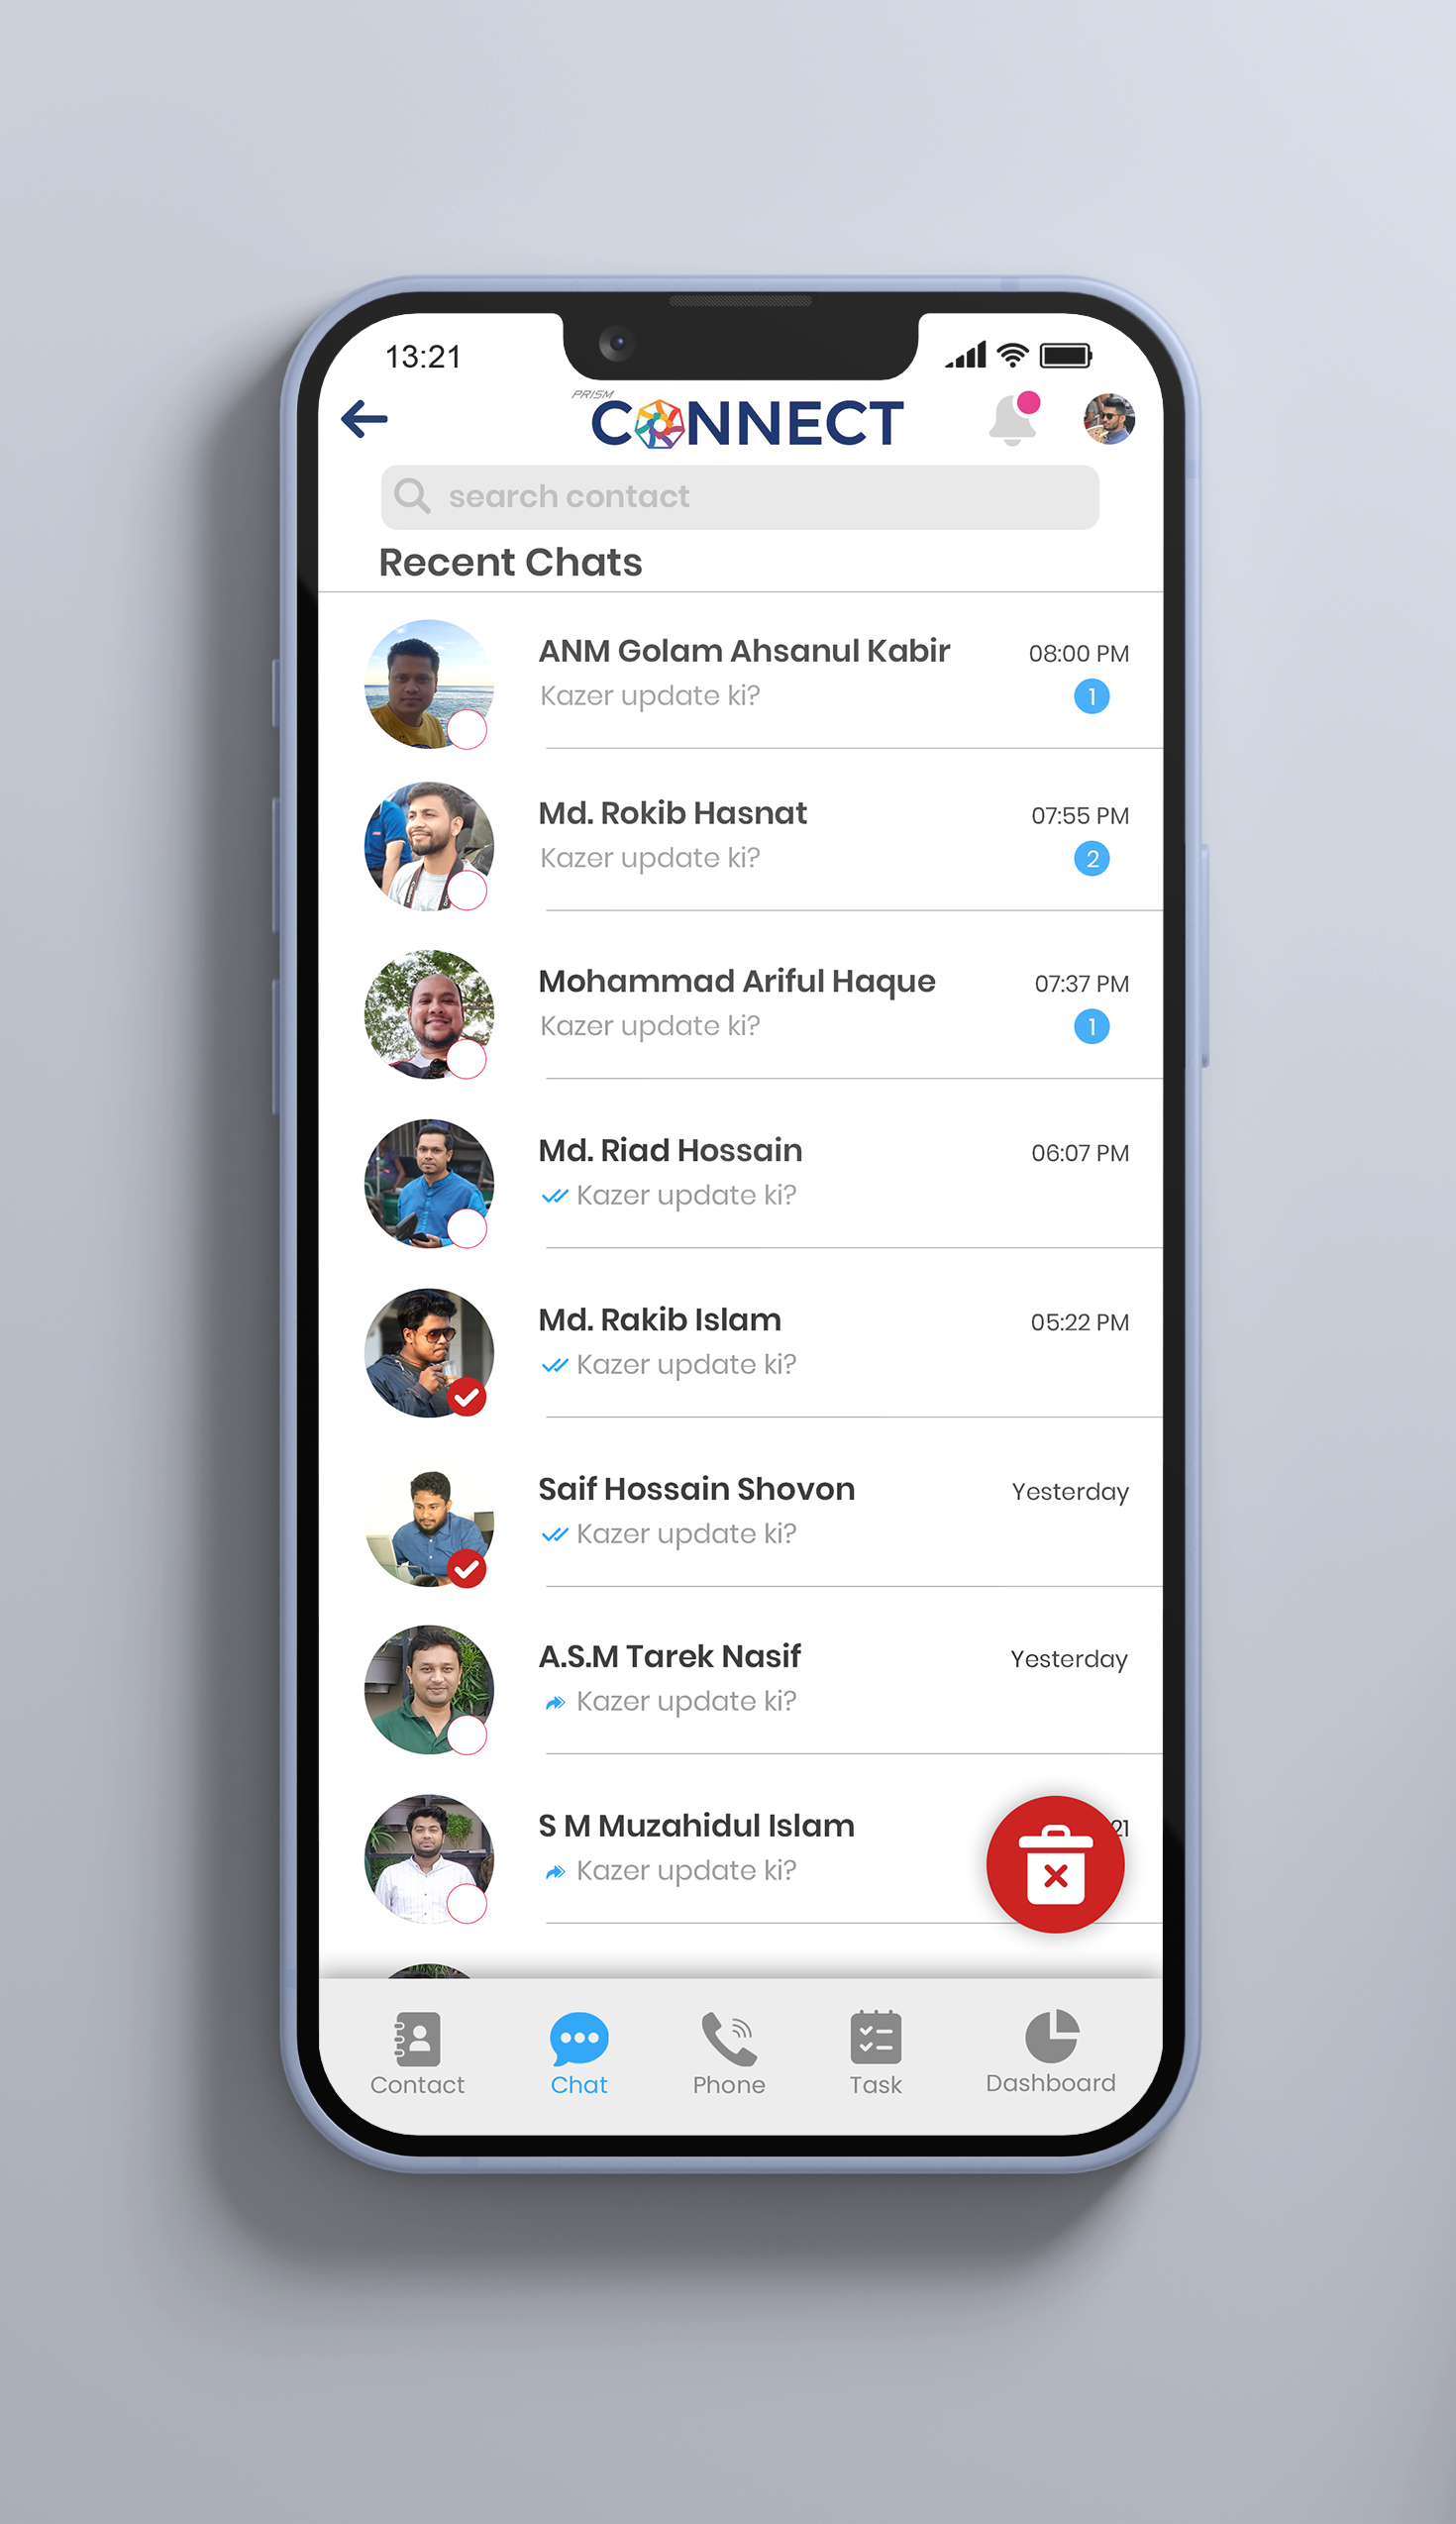 13:21
PRISM
CONNECT
search contact
Recent Chats
ANM Golam Ahsanul Kabir 08:00 PM
Kazer update ki? 1
Md. Rokib Hasnat 07:55 PM
Kazer update ki? 2
Mohammad Ariful Haque 07:37 PM
Kazer update ki? 1
Md. Riad Hossain 06:07 PM
Kazer update ki?
Md. Rakib Islam 05:22 PM
Kazer update ki?
Saif Hossain Shovon Yesterday
Kazer update ki?
A.S.M Tarek Nasif Yesterday
Kazer update ki?
S M Muzahidul Islam 21
Kazer update ki?
Contact Chat Phone Task Dashboard